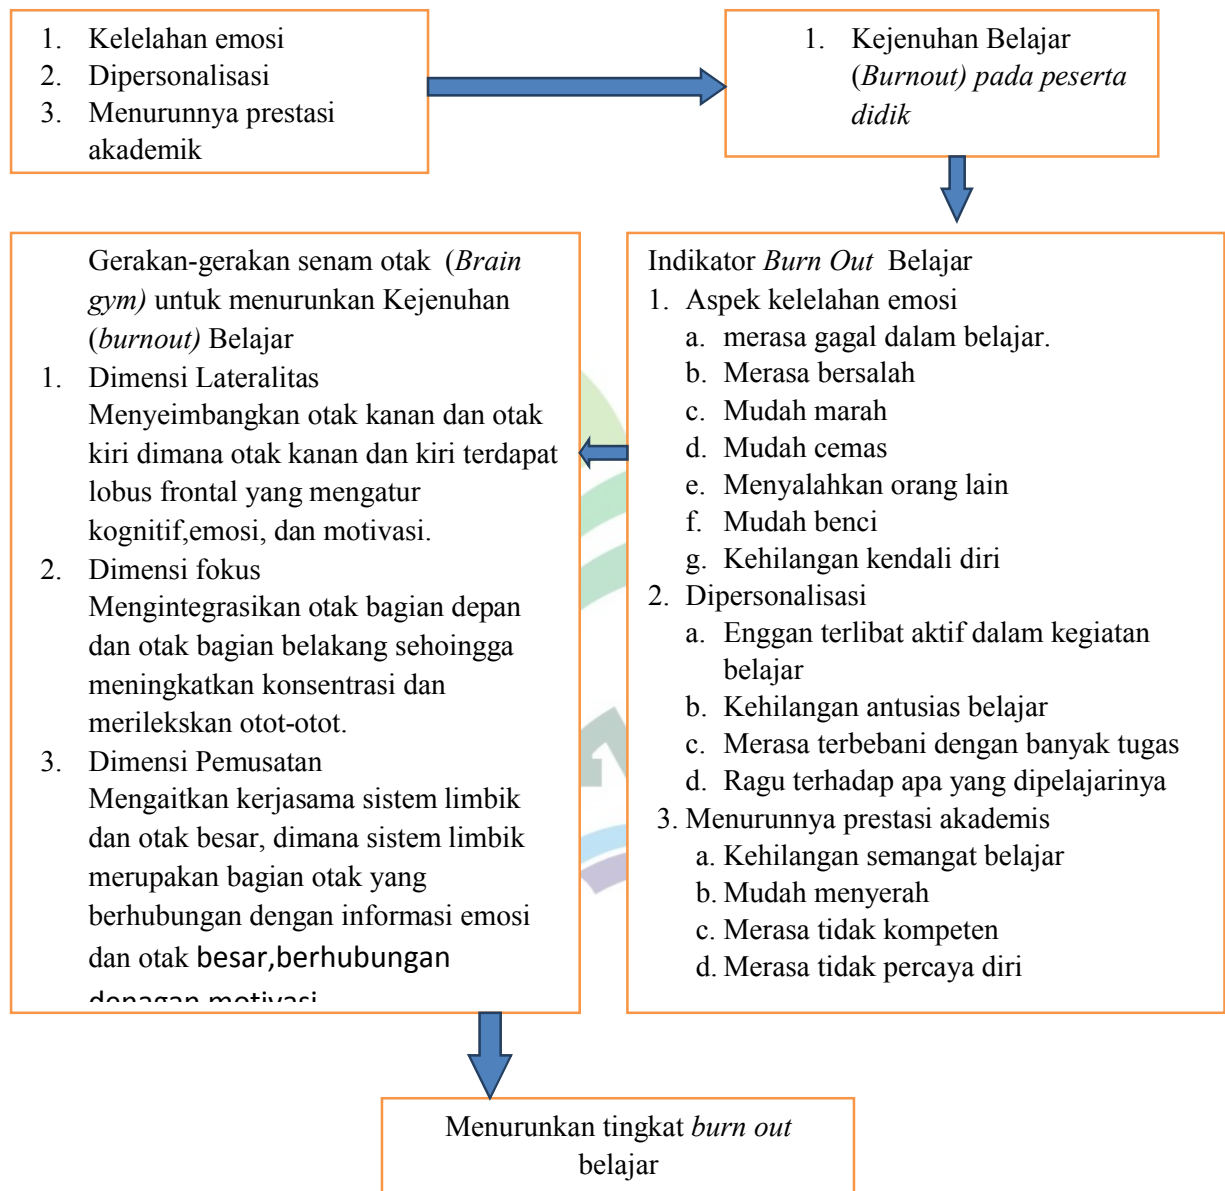 1. Kelelahan emosi
2. Dipersonalisasi
3. Menurunnya prestasi
akademik
1. Kejenuhan Belajar
(Burnout) pada peserta
didik
Gerakan-gerakan senam otak (Brain
gym) untuk menurunkan Kejenuhan
(burnout) Belajar
1. Dimensi Lateralitas
Menyeimbangkan otak kanan dan otak
kiri dimana otak kanan dan kiri terdapat
lobus frontal yang mengatur
kognitif,emosi, dan motivasi.
2. Dimensi fokus
Mengintegrasikan otak bagian depan
dan otak bagian belakang sehoingga
meningkatkan konsentrasi dan
merilekskan otot-otot.
3. Dimensi Pemusatan
Mengaitkan kerjasama sistem limbik
dan otak besar, dimana sistem limbik
merupakan bagian otak yang
berhubungan dengan informasi emosi
dan otak besar,berhubungan
denagan motivasi
Indikator Burn Out Belajar
1. Aspek kelelahan emosi
a. merasa gagal dalam belajar.
b. Merasa bersalah
c. Mudah marah
d. Mudah cemas
e. Menyalahkan orang lain
f. Mudah benci
g. Kehilangan kendali diri
2. Dipersonalisasi
a. Enggan terlibat aktif dalam kegiatan
belajar
b. Kehilangan antusias belajar
c. Merasa terbebani dengan banyak tugas
d. Ragu terhadap apa yang dipelajarinya
3. Menurunnya prestasi akademis
a. Kehilangan semangat belajar
b. Mudah menyerah
c. Merasa tidak kompeten
d. Merasa tidak percaya diri
Menurunkan tingkat burn out
belajar